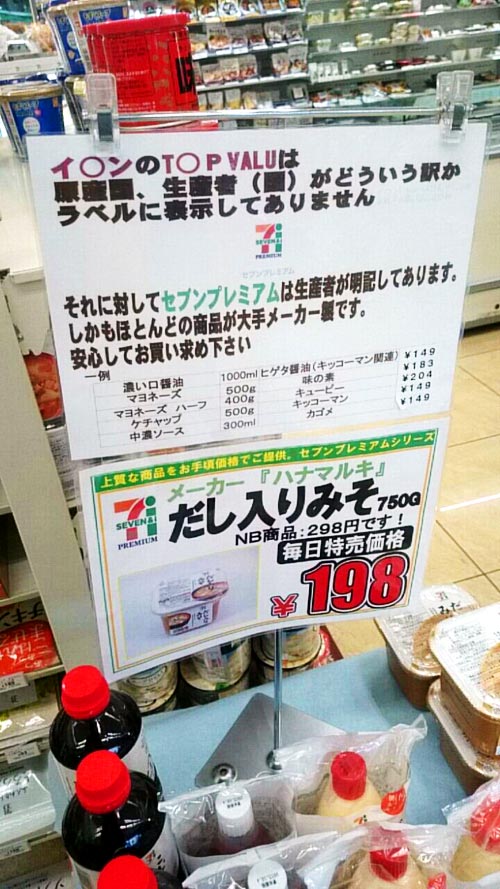 イ○ンのT○P VALUは
原産国、生産者（国）がどういう訳か
ラベルに表示してありません
SEVEN&i
PREMIUM
セブンプレミアム
それに対してセブンプレミアムは生産者が明記してあります。
しかもほとんどの商品が大手メーカー製です。
安心してお買い求め下さい
一例
濃い口醤油 1000ml ヒゲタ醤油（キッコーマン関連） ¥149
マヨネーズ 500g 味の素 ¥183
マヨネーズ ハーフ 400g キューピー ¥204
ケチャップ 500g キッコーマン ¥149
中濃ソース 300ml カゴメ ¥149
上質な商品をお手頃価格でご提供。セブンプレミアムシリーズ
SEVEN&i
PREMIUM
メーカー『ハナマルキ』
だし入りみそ750G
NB商品：298円です！
毎日特売価格
¥198